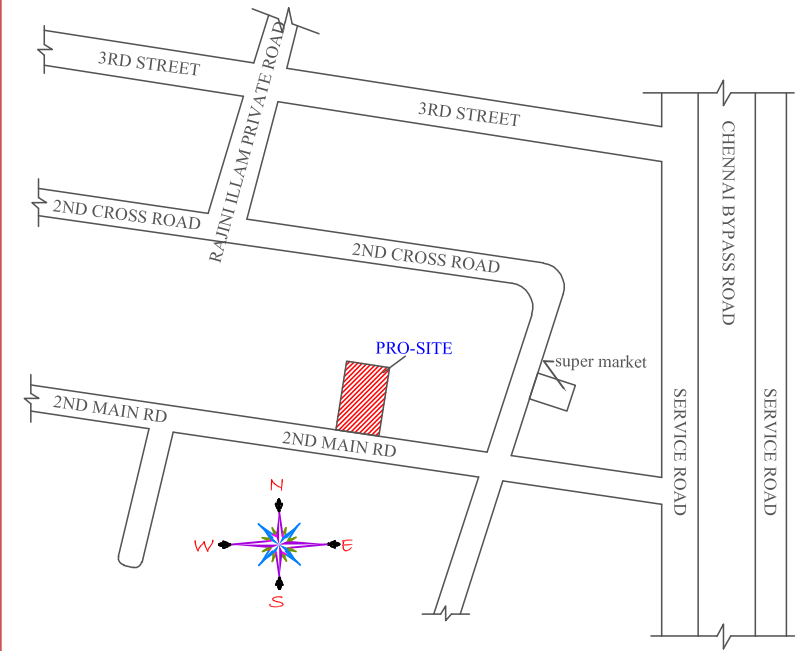 3RD STREET
RAJINI ILLAM PRIVATE ROAD
3RD STREET
CHENNAI BYPASS ROAD
2ND CROSS ROAD
2ND CROSS ROAD
PRO-SITE
super market
2ND MAIN RD
2ND MAIN RD
SERVICE ROAD
SERVICE ROAD
N
W
E
S